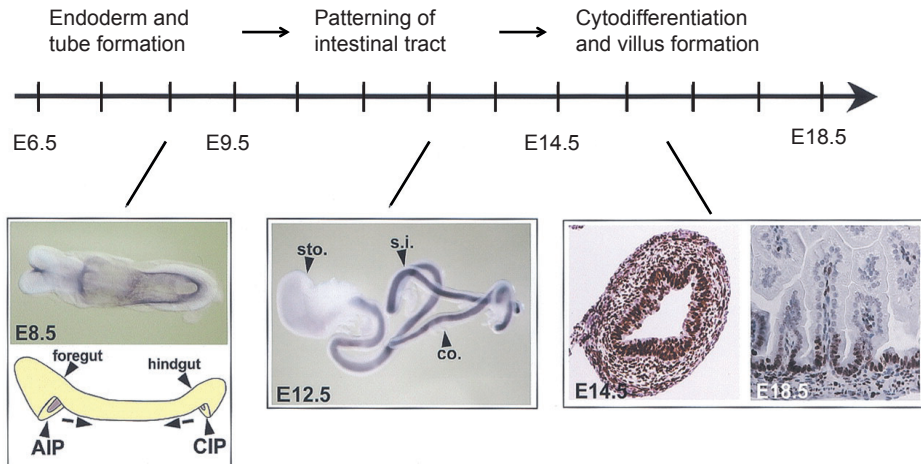 Endoderm and
tube formation
Patterning of
intestinal tract
Cytodifferentiation
and villus formation
E6.5
E9.5
E14.5
E18.5
E8.5
foregut
hindgut
AIP
CIP
sto.
s.i.
co.
E12.5
E14.5
E18.5